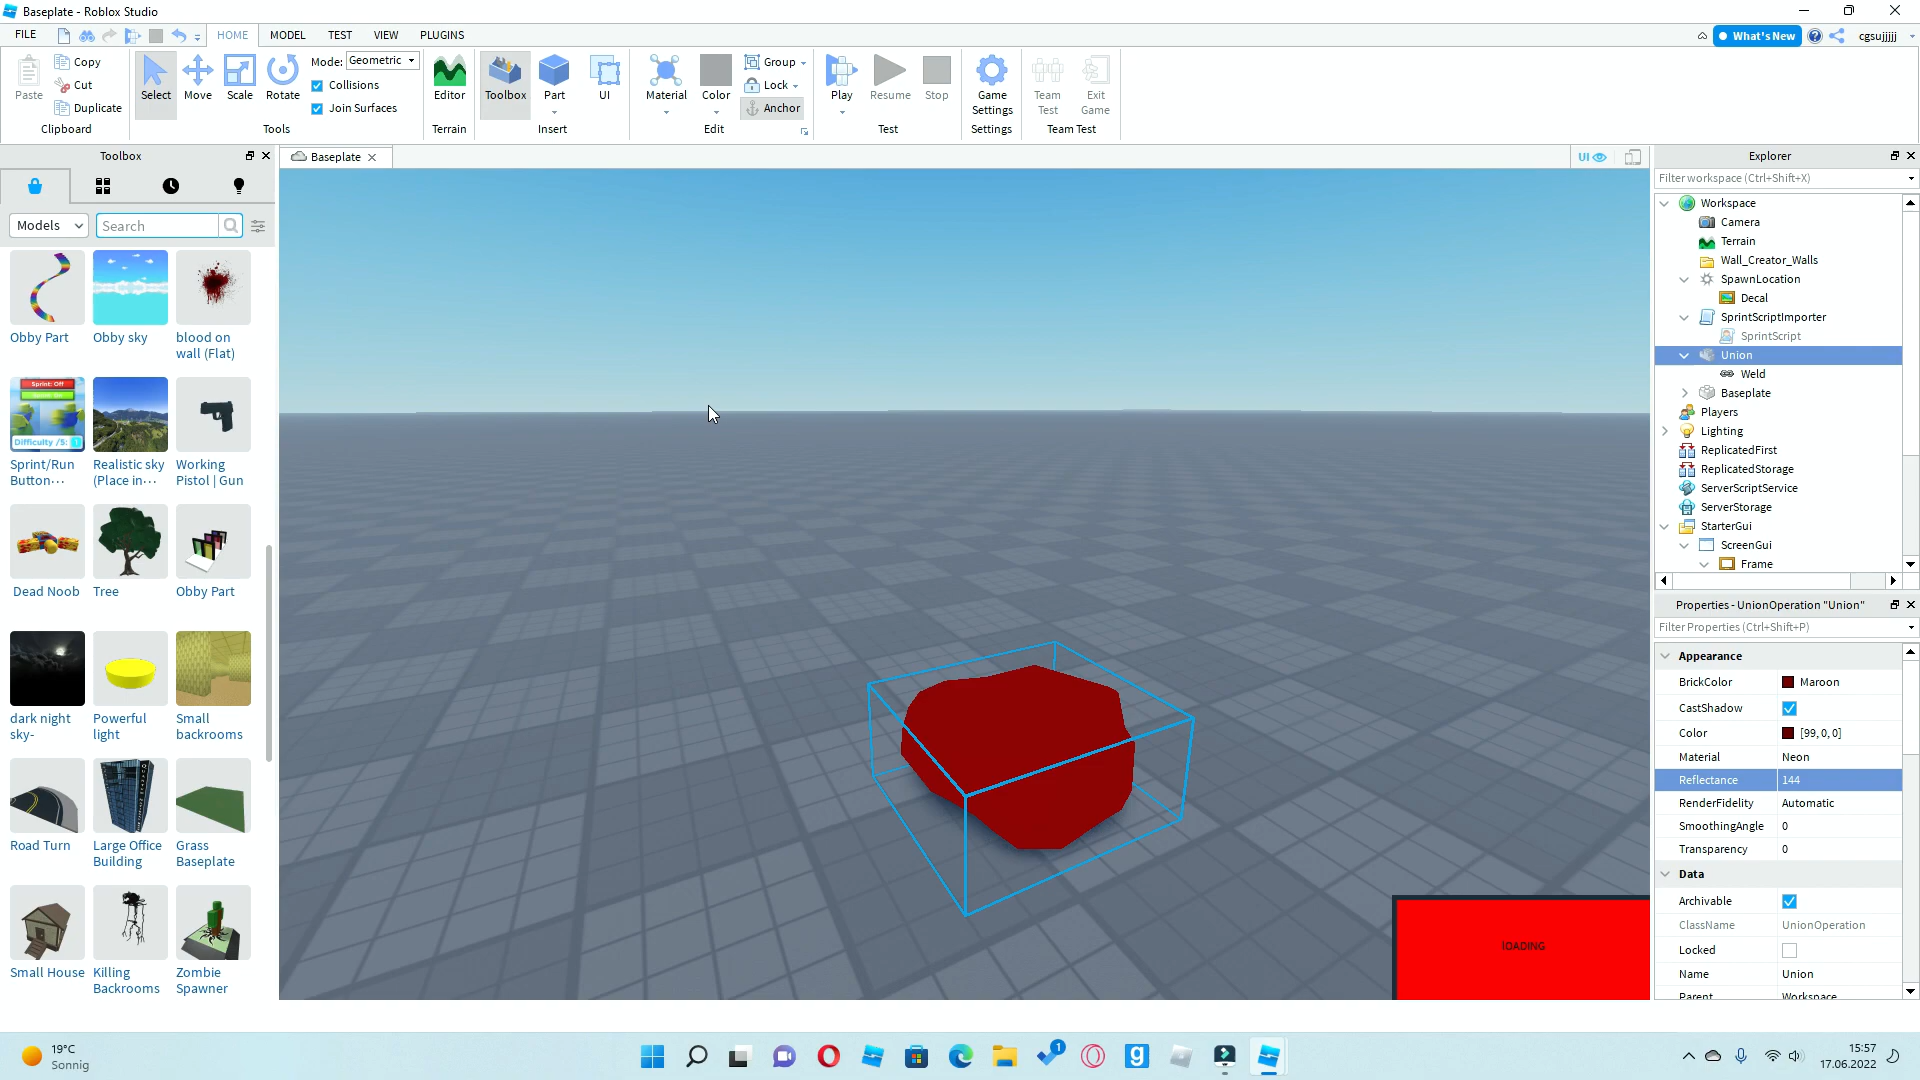 Baseplate - Roblox Studio
FILE
HOME
MODEL
TEST
VIEW
PLUGINS
What's New
cgsujjjjj
Paste
Copy
Cut
Duplicate
Clipboard
Select
Move
Scale
Rotate
Mode:
Geometric
Collisions
Join Surfaces
Tools
Editor
Terrain
Toolbox
Part
UI
Insert
Material
Color
Group
Lock
Anchor
Edit
Play
Resume
Stop
Test
Game
Settings
Settings
Team
Test
Exit
Game
Team Test
Toolbox
Models
Search
Obby Part
Obby sky
blood on
wall (Flat)
Sprint: Off
Difficulty /5: 1
Sprint/Run
Button...
Realistic sky
(Place in...
Working
Pistol | Gun
Dead Noob
Tree
Obby Part
dark night
sky-
Powerful
light
Small
backrooms
Road Turn
Large Office
Building
Grass
Baseplate
Small House
Killing
Backrooms
Zombie
Spawner
Baseplate
UI
lOADING
Explorer
Filter workspace (Ctrl+Shift+X)
Workspace
Camera
Terrain
Wall_Creator_Walls
SpawnLocation
Decal
SprintScriptImporter
SprintScript
Union
Weld
Baseplate
Players
Lighting
ReplicatedFirst
ReplicatedStorage
ServerScriptService
ServerStorage
StarterGui
ScreenGui
Frame
Properties - UnionOperation "Union"
Filter Properties (Ctrl+Shift+P)
Appearance
BrickColor Maroon
CastShadow
Color [99, 0, 0]
Material Neon
Reflectance 144
RenderFidelity Automatic
SmoothingAngle 0
Transparency 0
Data
Archivable
ClassName UnionOperation
Locked
Name Union
Parent Workspace
19°C
Sonnig
1
15:57
17.06.2022